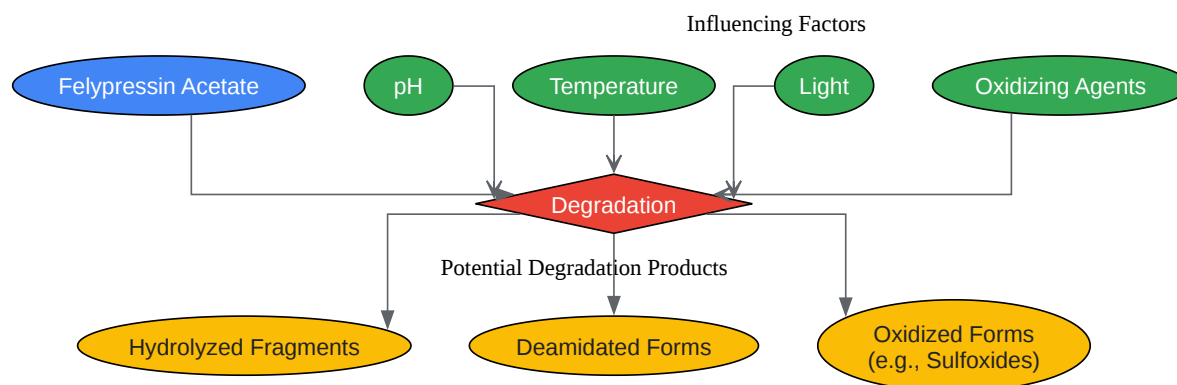 Influencing Factors
Felypressin Acetate
pH
Temperature
Light
Oxidizing Agents
Degradation
Potential Degradation Products
Hydrolyzed Fragments
Deamidated Forms
Oxidized Forms
(e.g., Sulfoxides)